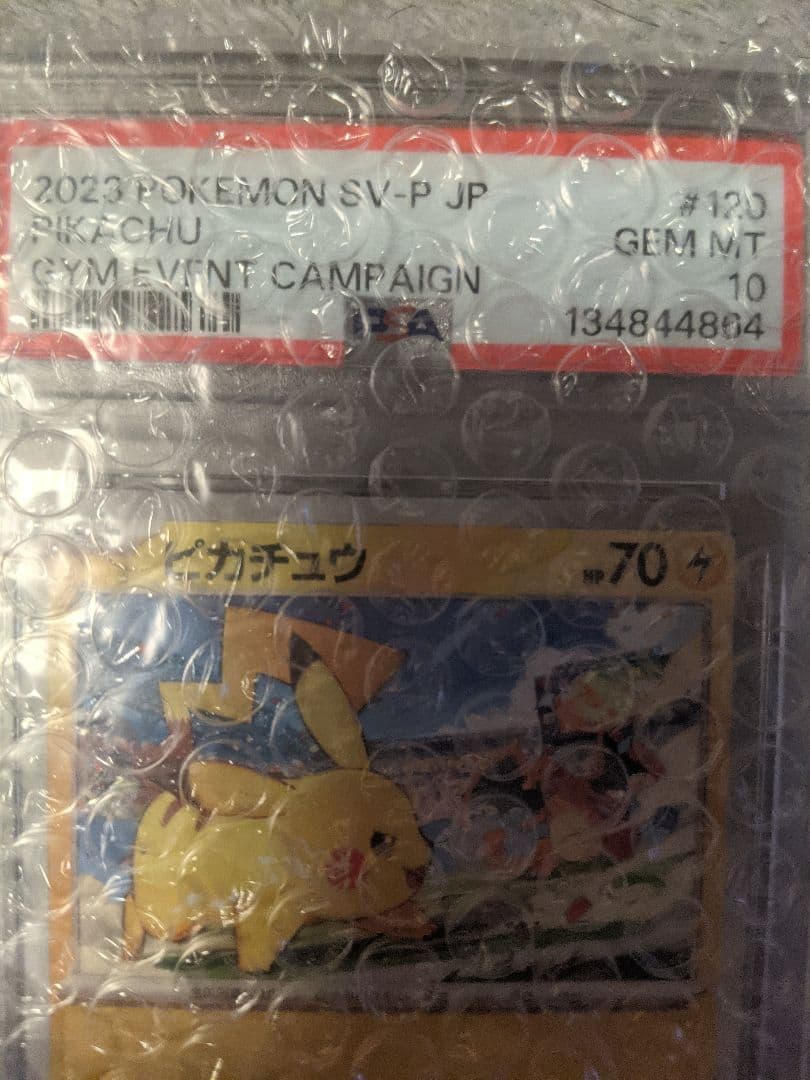 2023 POKEMON SV-P JP #120
PIKACHU GEM MT
GYM EVENT CAMPAIGN 10
PSA 134844864
ピカチュウ HP70